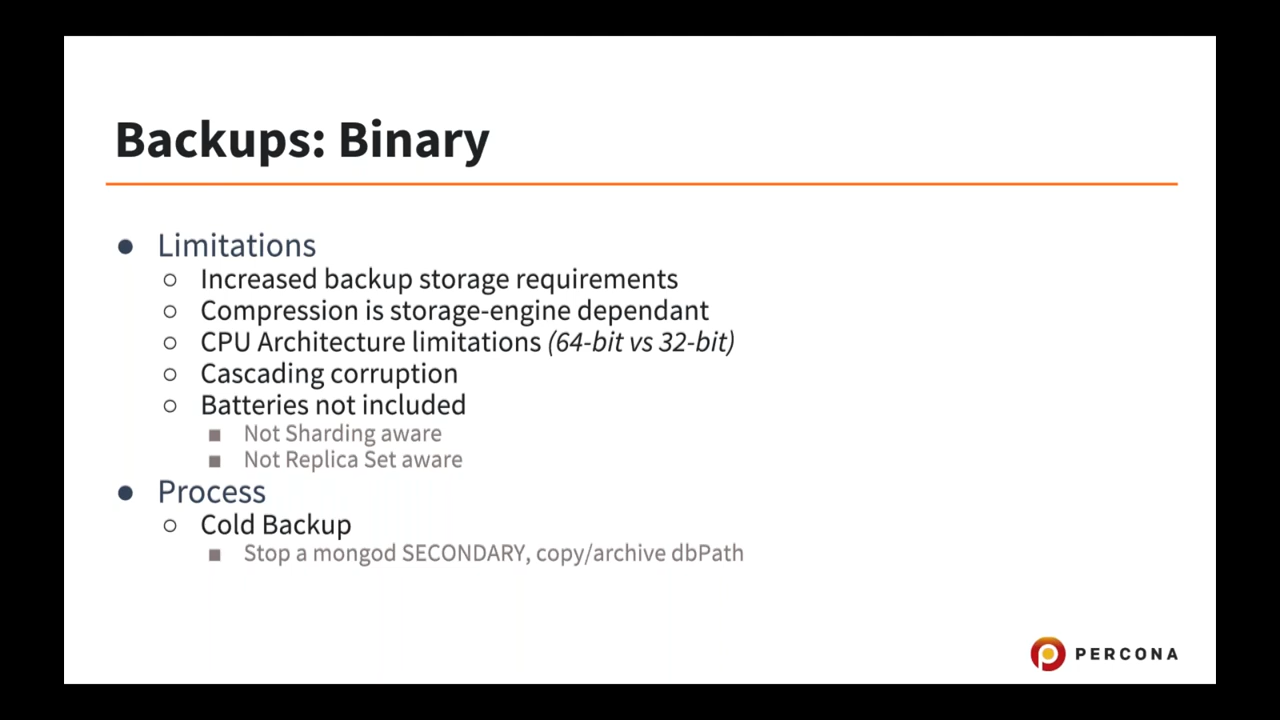 Backups: Binary
● Limitations
○ Increased backup storage requirements
○ Compression is storage-engine dependant
○ CPU Architecture limitations (64-bit vs 32-bit)
○ Cascading corruption
○ Batteries not included
■ Not Sharding aware
■ Not Replica Set aware
● Process
○ Cold Backup
■ Stop a mongod SECONDARY, copy/archive dbPath
PERCONA